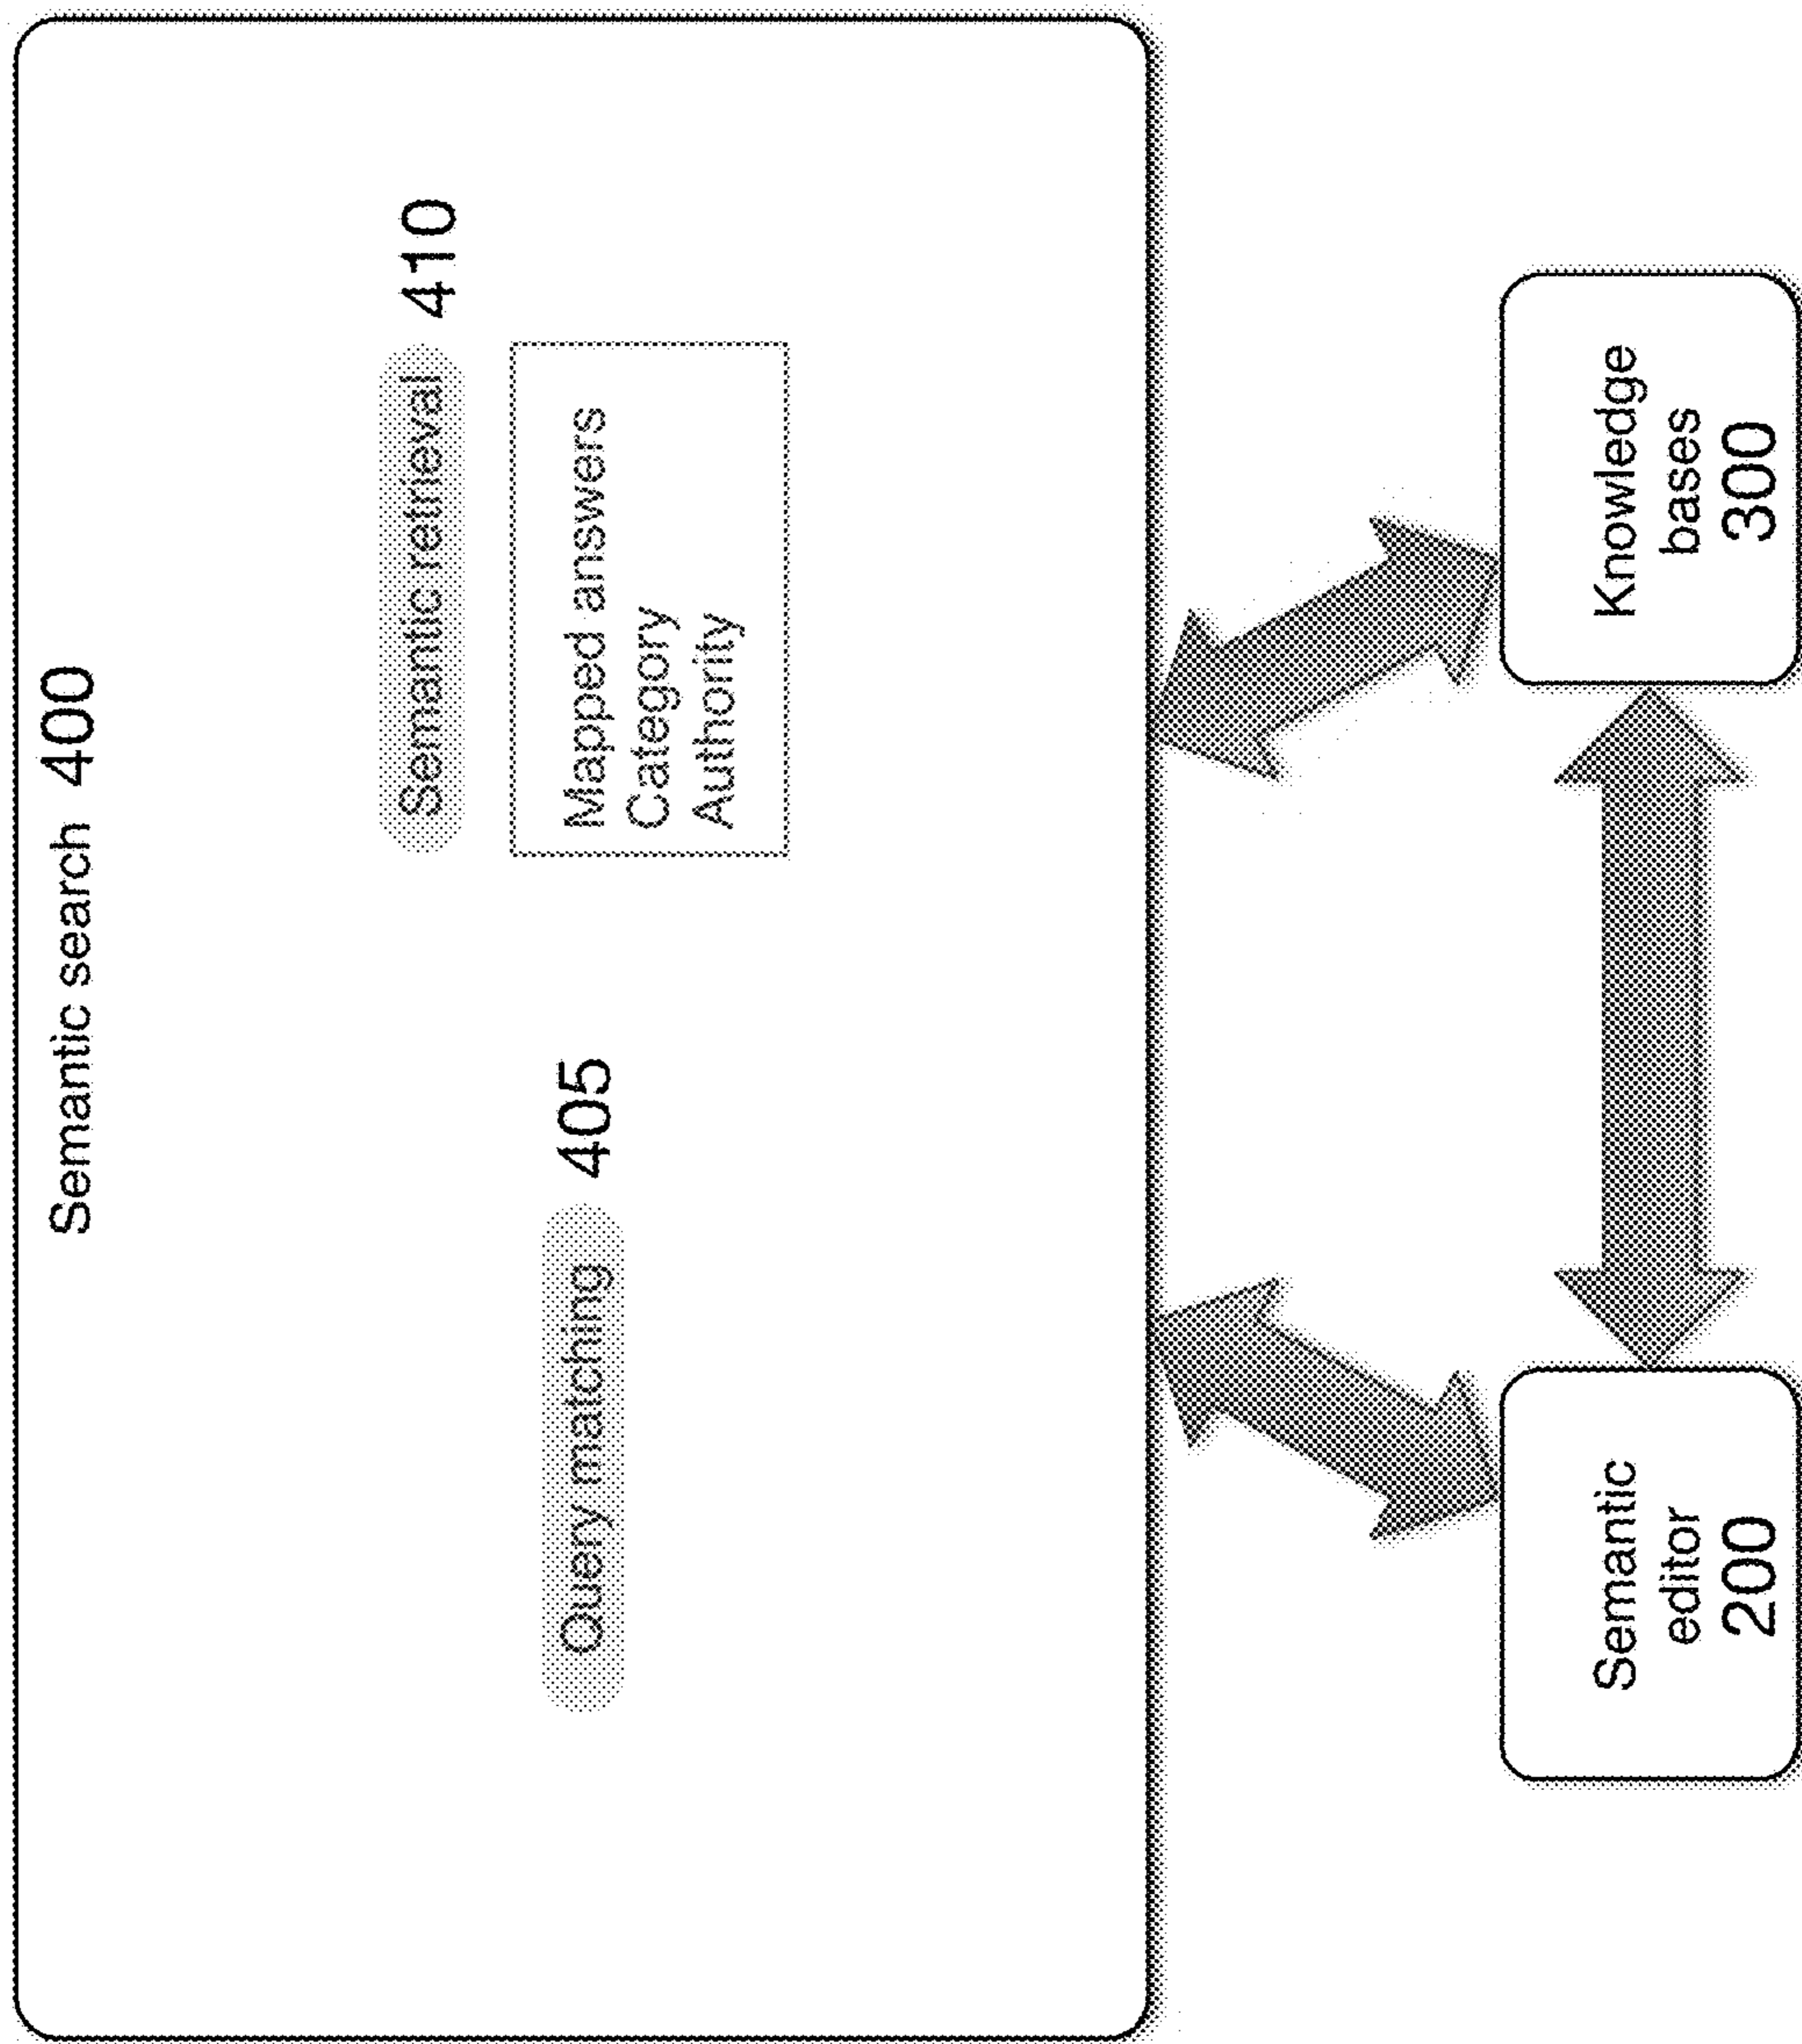 Semantic search 400
Query matching 405
Semantic retrieval 410
Mapped answers
Category
Authority
Semantic
editor
200
Knowledge
bases
300